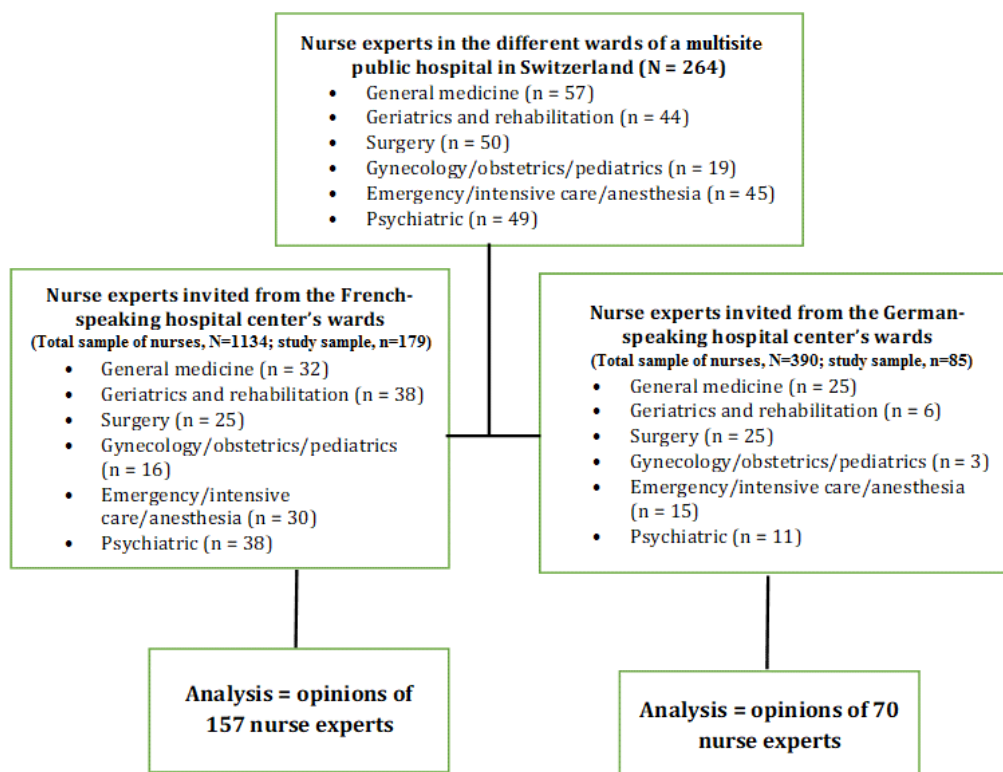 Nurse experts in the different wards of a multisite
public hospital in Switzerland (N = 264)
• General medicine (n = 57)
• Geriatrics and rehabilitation (n = 44)
• Surgery (n = 50)
• Gynecology/obstetrics/pediatrics (n = 19)
• Emergency/intensive care/anesthesia (n = 45)
• Psychiatric (n = 49)
Nurse experts invited from the French-
speaking hospital center's wards
(Total sample of nurses, N=1134; study sample, n=179)
• General medicine (n = 32)
• Geriatrics and rehabilitation (n = 38)
• Surgery (n = 25)
• Gynecology/obstetrics/pediatrics
(n = 16)
• Emergency/intensive
care/anesthesia (n = 30)
• Psychiatric (n = 38)
Nurse experts invited from the German-
speaking hospital center's wards
(Total sample of nurses, N=390; study sample, n=85)
• General medicine (n = 25)
• Geriatrics and rehabilitation (n = 6)
• Surgery (n = 25)
• Gynecology/obstetrics/pediatrics (n = 3)
• Emergency/intensive care/anesthesia
(n = 15)
• Psychiatric (n = 11)
Analysis = opinions of
157 nurse experts
Analysis = opinions of 70
nurse experts